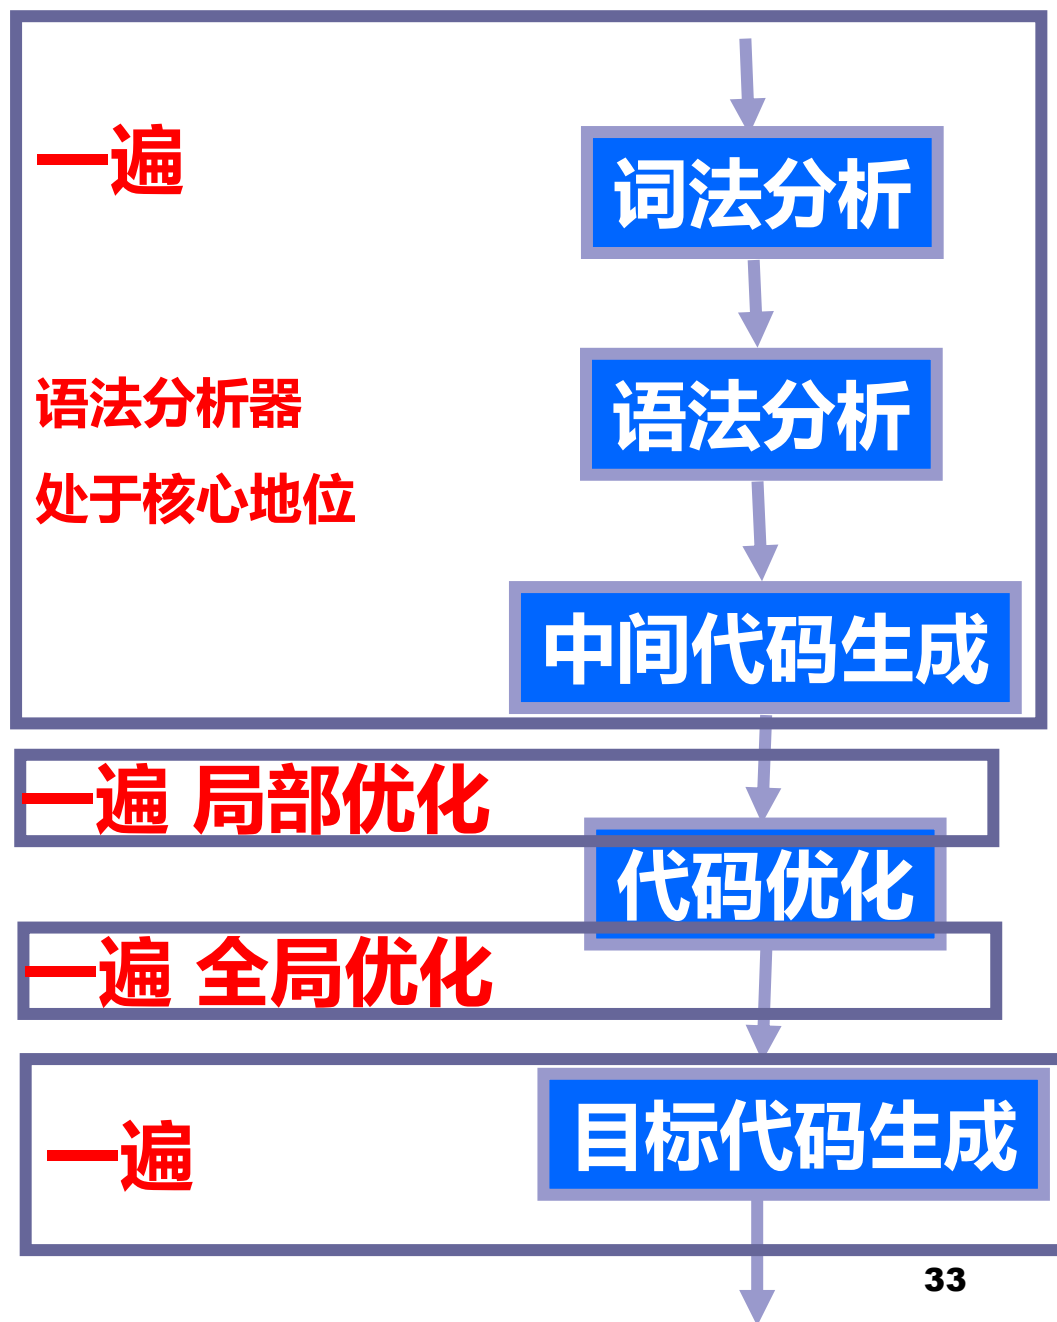 一遍
词法分析
语法分析器
语法分析
处于核心地位
中间代码生成
一遍 局部优化
代码优化
一遍 全局优化
目标代码生成
一遍
33